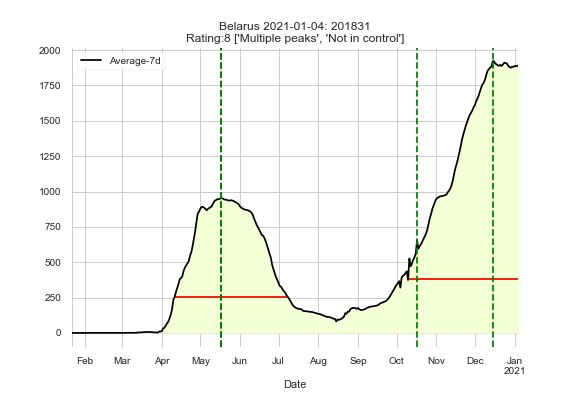 Belarus 2021-01-04: 201831
Rating:8 ['Multiple peaks', 'Not in control']
Average-7d
2000
1750
1500
1250
1000
750
500
250
0
Feb Mar Apr May Jun Jul Aug Sep Oct Nov Dec Jan
2021
Date